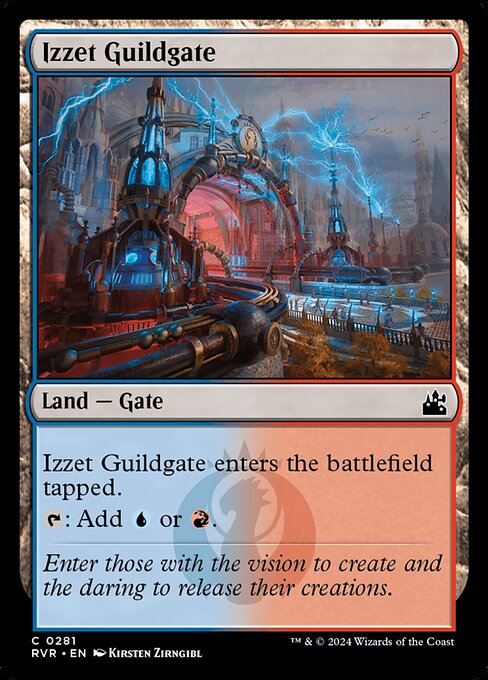 Izzet Guildgate
Land — Gate
Izzet Guildgate enters the battlefield
tapped.
: Add or .
Enter those with the vision to create and
the daring to release their creations.
C 0281
RVR • EN Kirsten Zirngibl
™ & © 2024 Wizards of the Coast